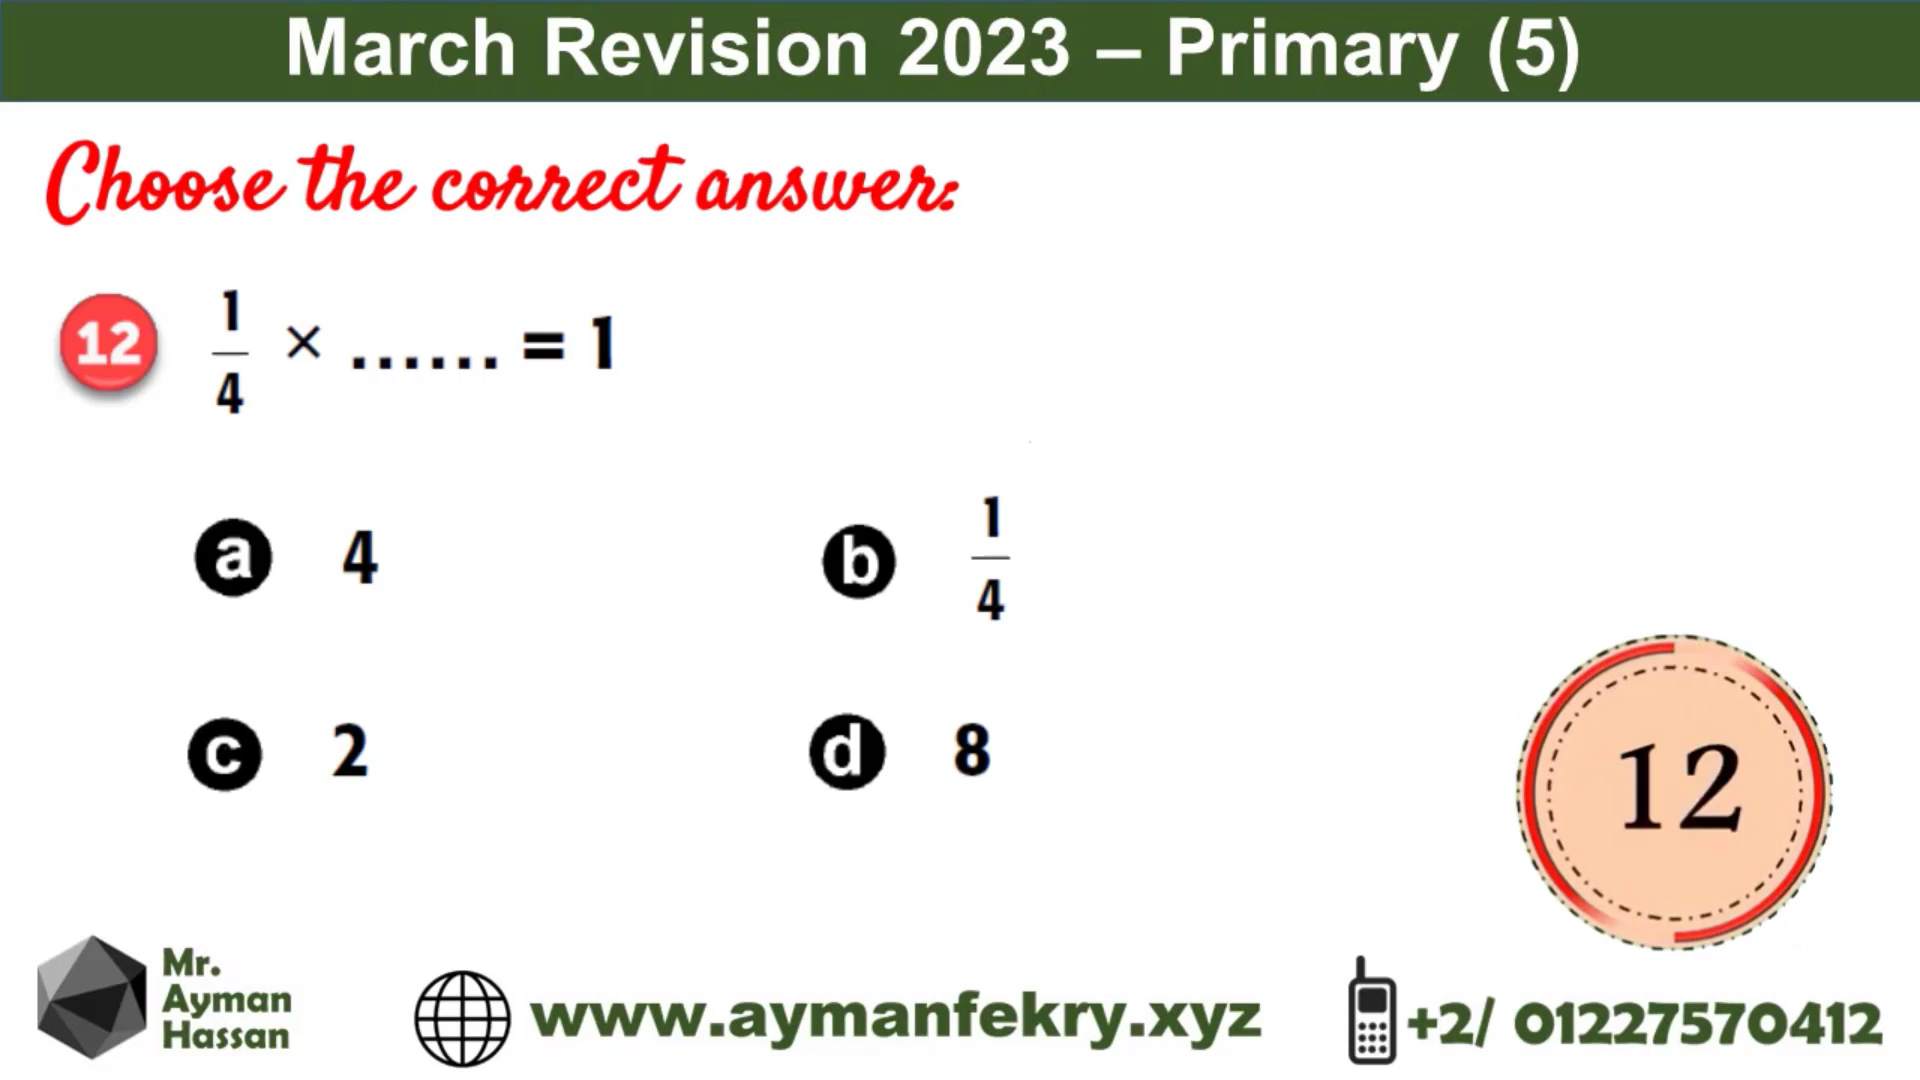 March Revision 2023 – Primary (5)
Choose the correct answer:
12 1/4 × ...... = 1
a 4
b 1/4
c 2
d 8
12
Mr.
Ayman
Hassan
www.aymanfekry.xyz
+2/ 01227570412